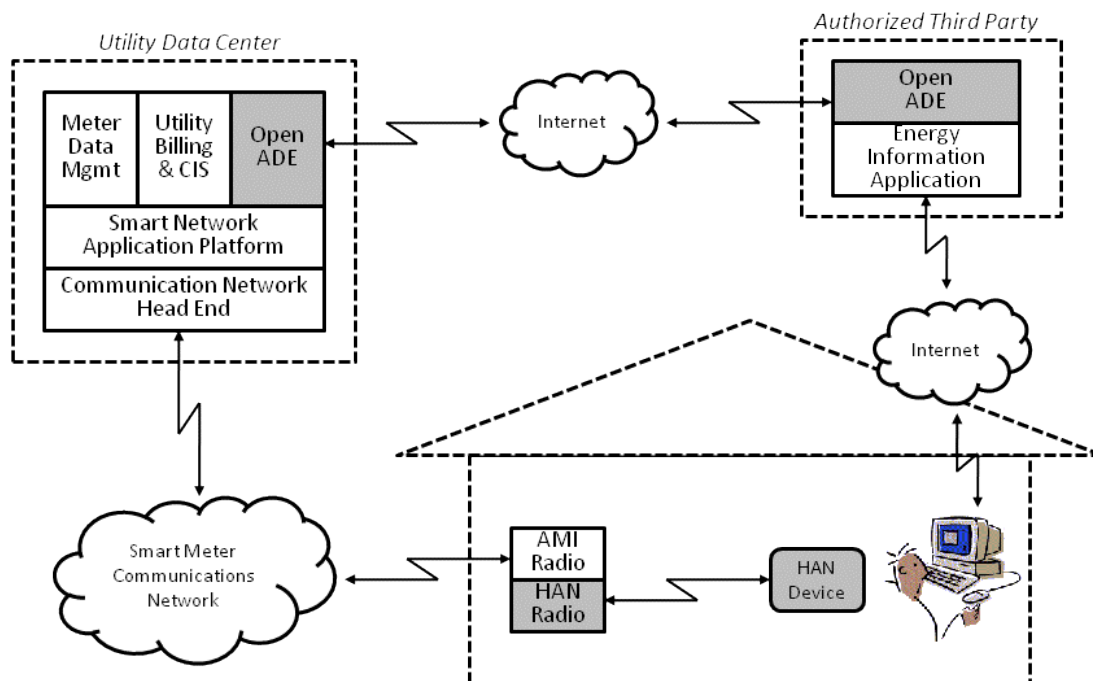 Utility Data Center
Authorized Third Party
Meter
Data
Mgmt
Utility
Billing
& CIS
Open
ADE
Smart Network
Application Platform
Communication Network
Head End
Internet
Open
ADE
Energy
Information
Application
Internet
Smart Meter
Communications
Network
AMI
Radio
HAN
Radio
HAN
Device